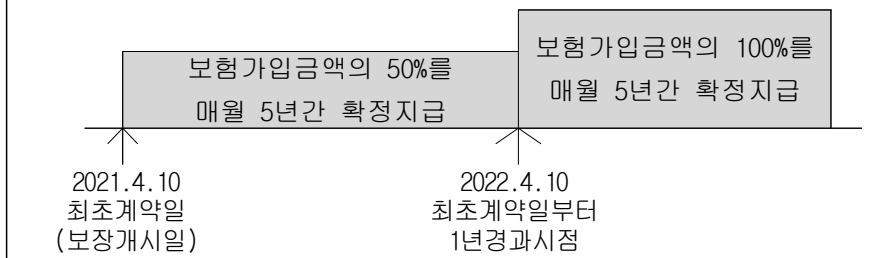 보험가입금액의 50%를
매월 5년간 확정지급
보험가입금액의 100%를
매월 5년간 확정지급
2021.4.10
최초계약일
(보장개시일)
2022.4.10
최초계약일부터
1년경과시점